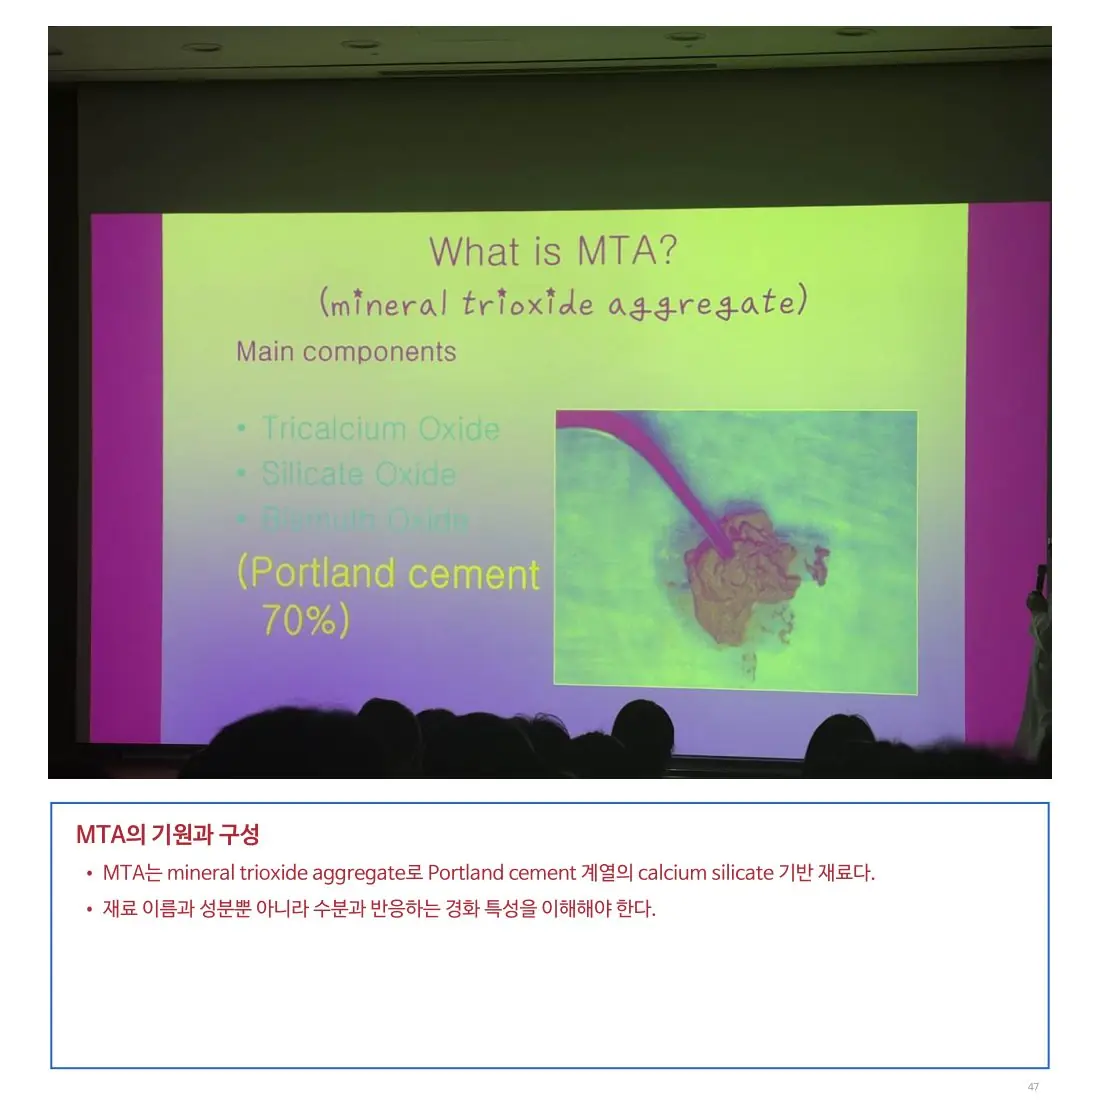 What is MTA?
(mineral trioxide aggregate)
Main components
• Tricalcium Oxide
• Silicate Oxide
• Bismuth Oxide
(Portland cement
70%)
MTA의 기원과 구성
• MTA는 mineral trioxide aggregate로 Portland cement 계열의 calcium silicate 기반 재료다.
• 재료 이름과 성분뿐 아니라 수분과 반응하는 경화 특성을 이해해야 한다.
47